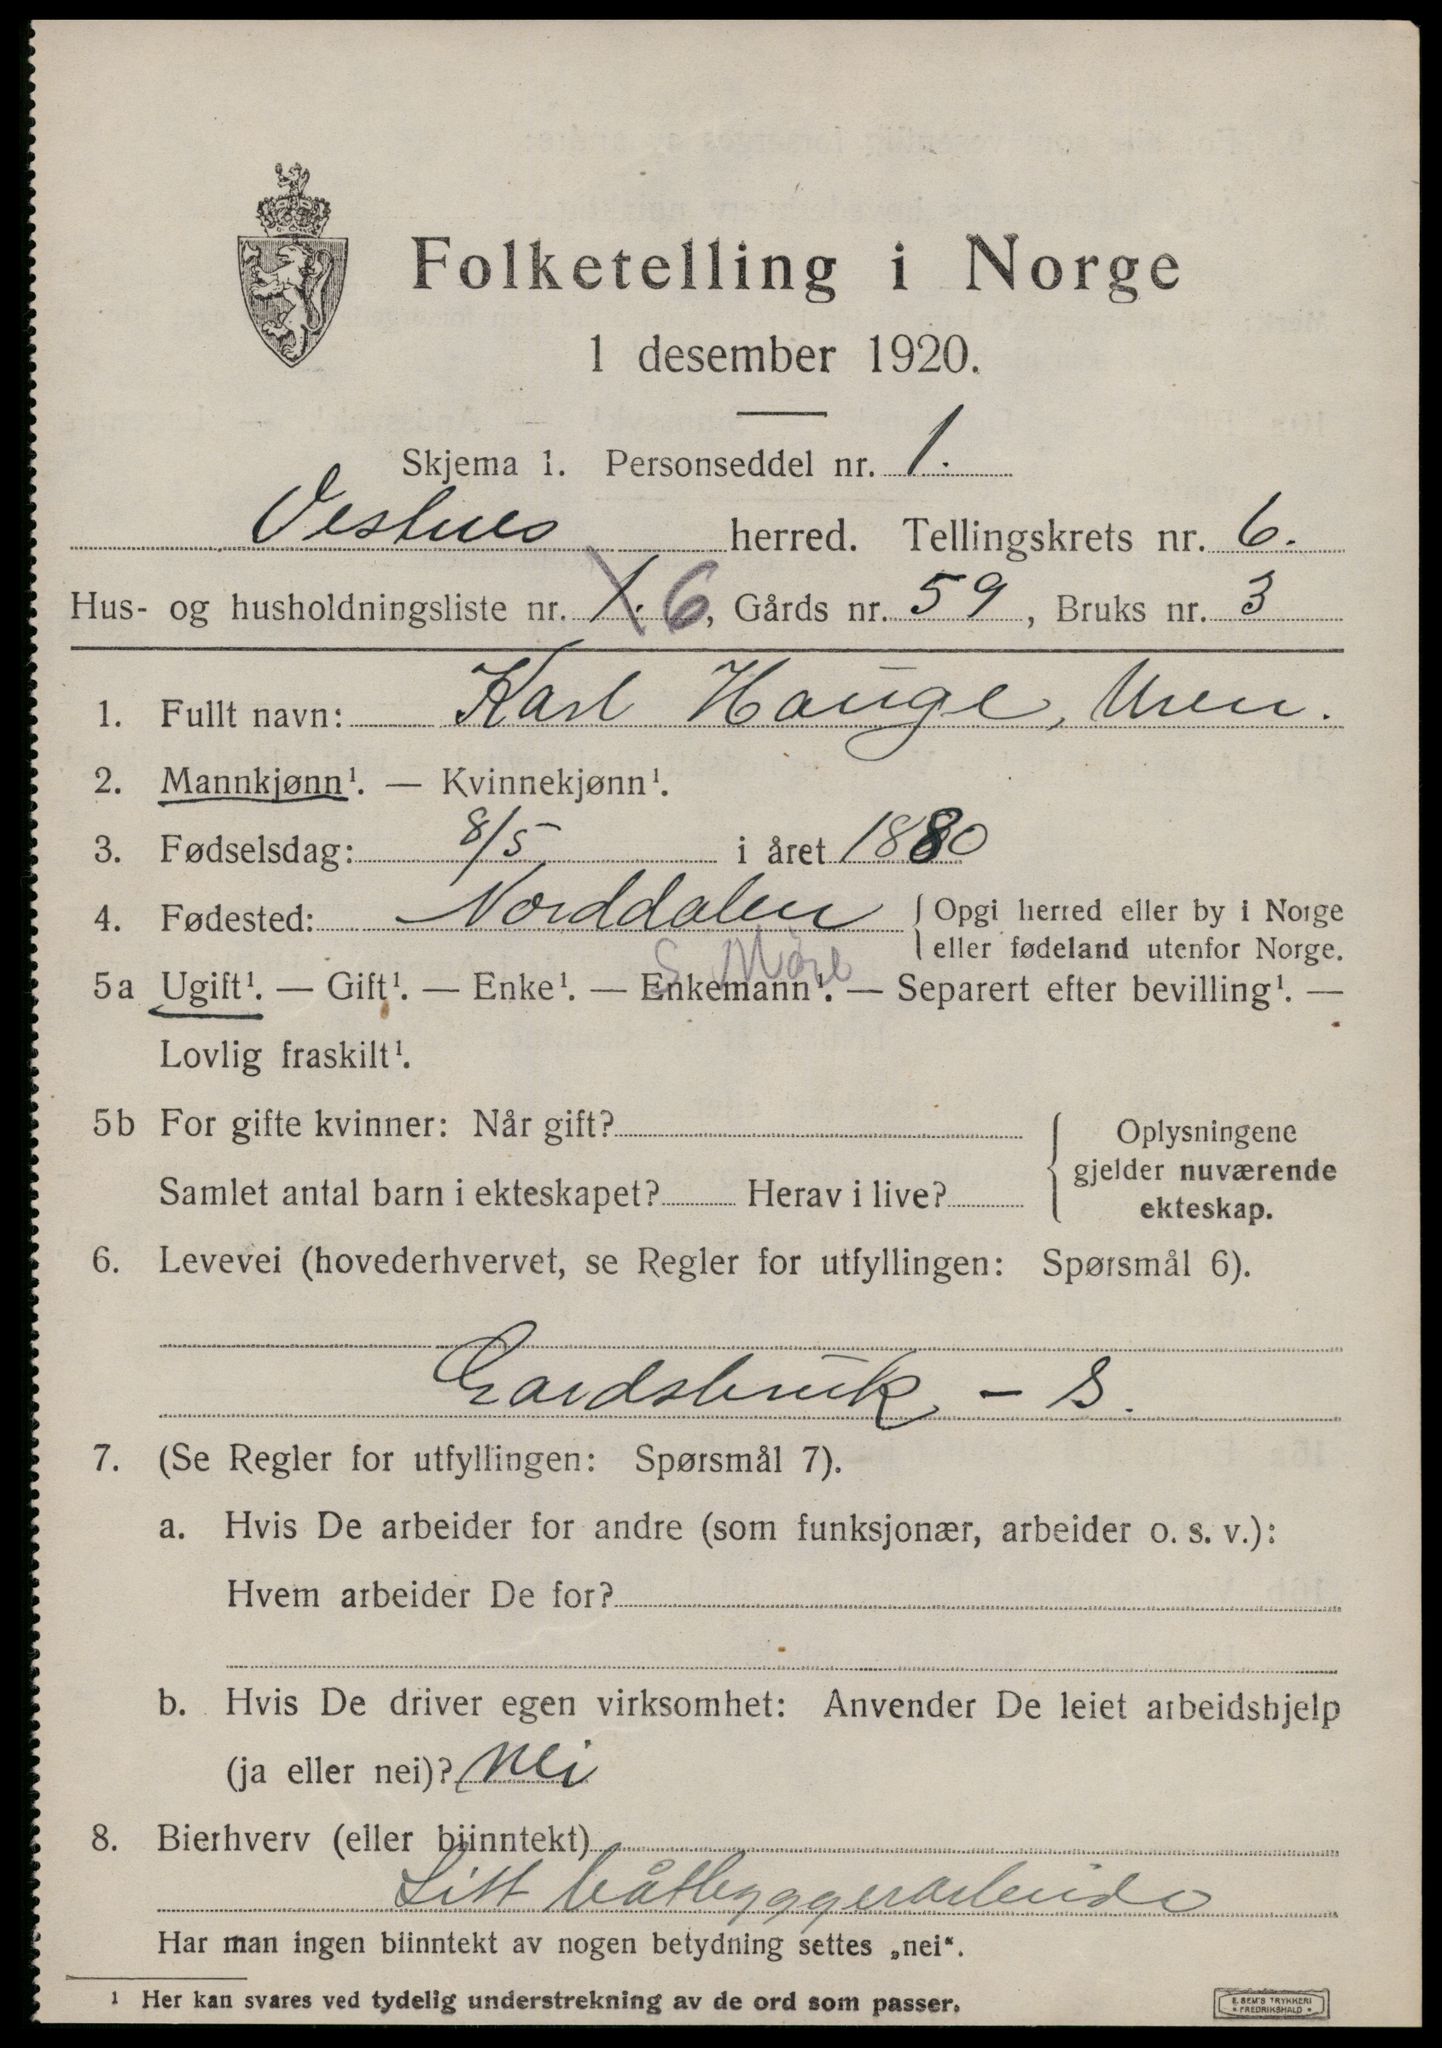 Folketelling i Norge
1 desember 1920.
Skjema 1. Personseddel nr. 1.
Vestnes herred. Tellingskrets nr. 6.
Hus- og husholdningsliste nr. 1. 6, Gårds nr. 59, Bruks nr. 3
1. Fullt navn: Karl Hauge, Uren.
2. Mannkjønn¹. — Kvinnekjønn¹.
3. Fødselsdag: 8/5 i året 1880
4. Fødested: Norddalen { Opgi herred eller by i Norge
eller fødeland utenfor Norge.
S. Møre
5a Ugift¹. — Gift¹. — Enke¹. — Enkemann¹. — Separert efter bevilling¹. —
Lovlig fraskilt¹.
5b For gifte kvinner: Når gift?
Samlet antal barn i ekteskapet? Herav i live?
{ Oplysningene
gjelder nuværende
ekteskap.
6. Levevei (hovederhvervet, se Regler for utfyllingen: Spørsmål 6).
Gardsbruk – S.
7. (Se Regler for utfyllingen: Spørsmål 7).
a. Hvis De arbeider for andre (som funksjonær, arbeider o. s. v.):
Hvem arbeider De for?
b. Hvis De driver egen virksomhet: Anvender De leiet arbeidshjelp
(ja eller nei)? nei
8. Bierhverv (eller biinntekt)
Litt båtbyggerarbeide
Har man ingen biinntekt av nogen betydning settes „nei“.
¹ Her kan svares ved tydelig understrekning av de ord som passer.
E. SEM'S TRYKKERI
• FREDRIKSHALD •